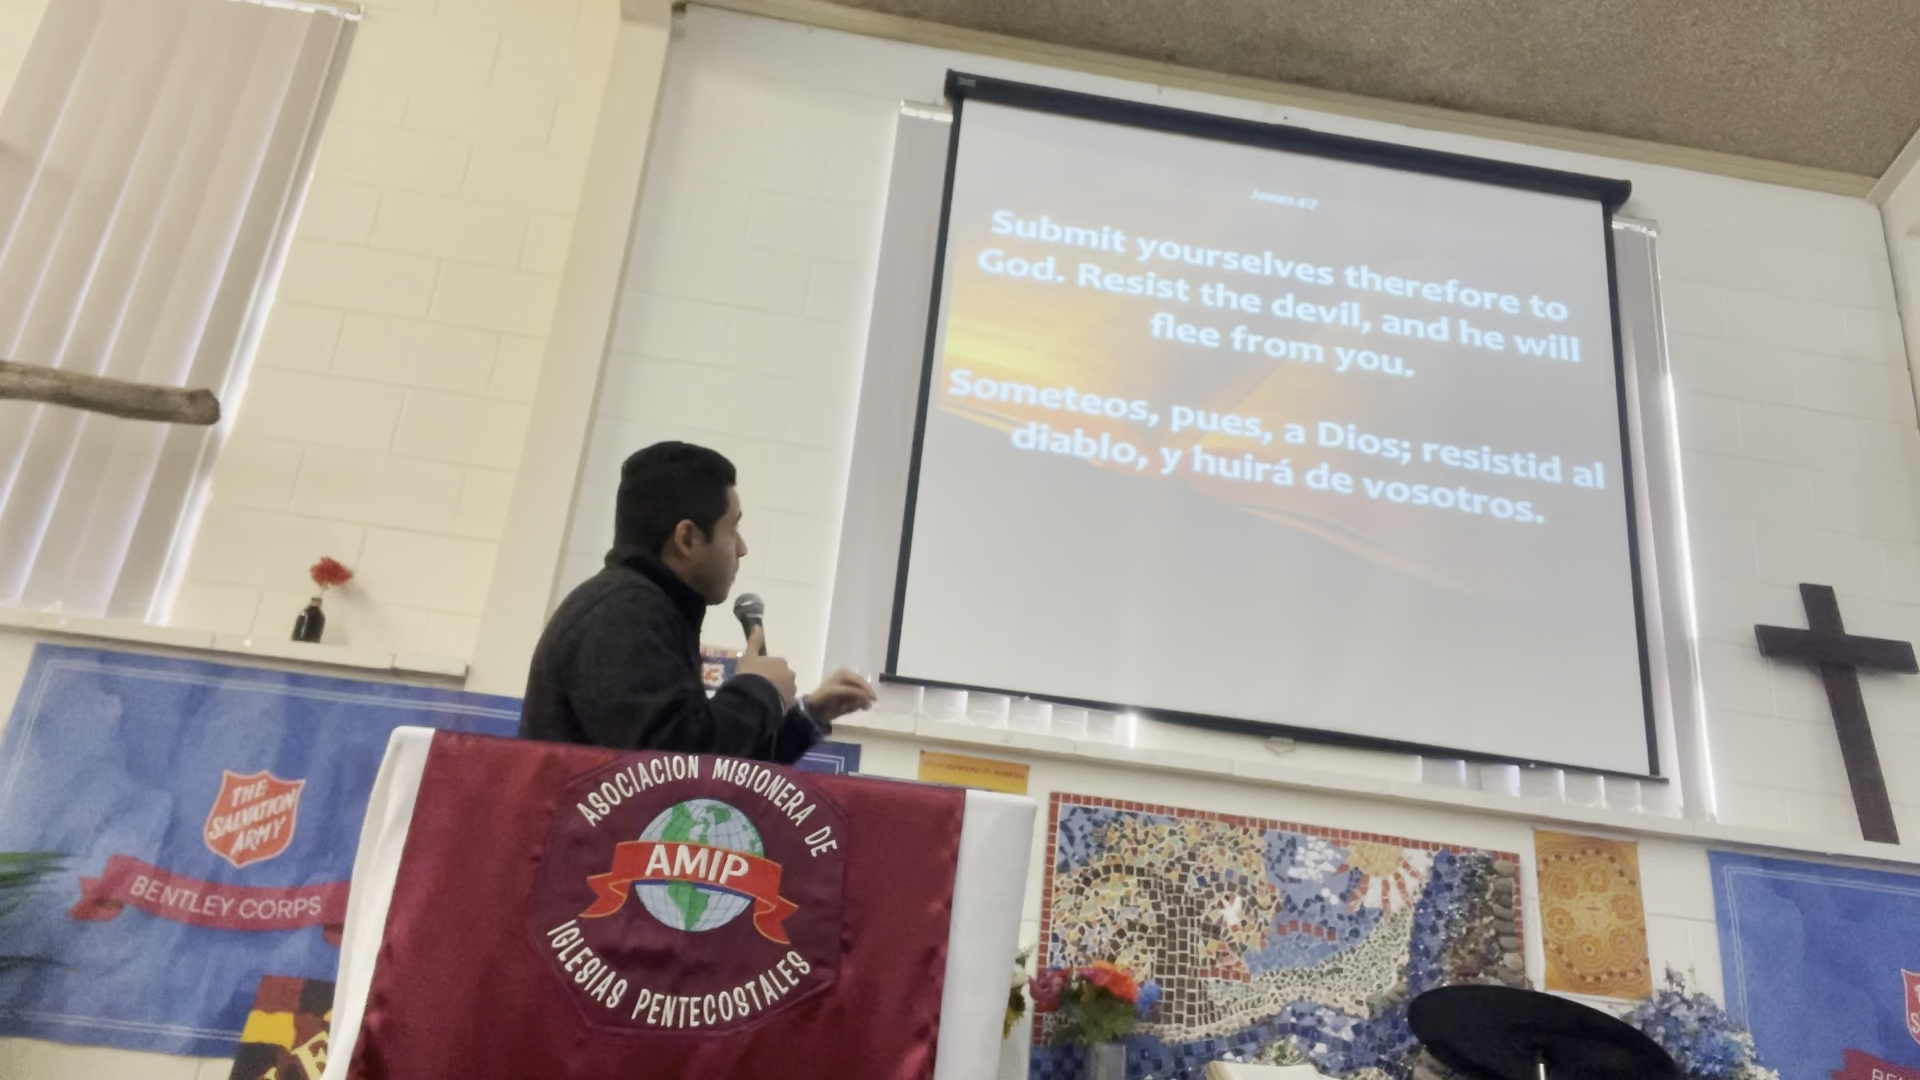 James 4:7
Submit yourselves therefore to
God. Resist the devil, and he will
flee from you.
Someteos, pues, a Dios; resistid al
diablo, y huirá de vosotros.
THE
SALVATION
ARMY
BENTLEY CORPS
ASOCIACION MISIONERA DE
AMIP
IGLESIAS PENTECOSTALES